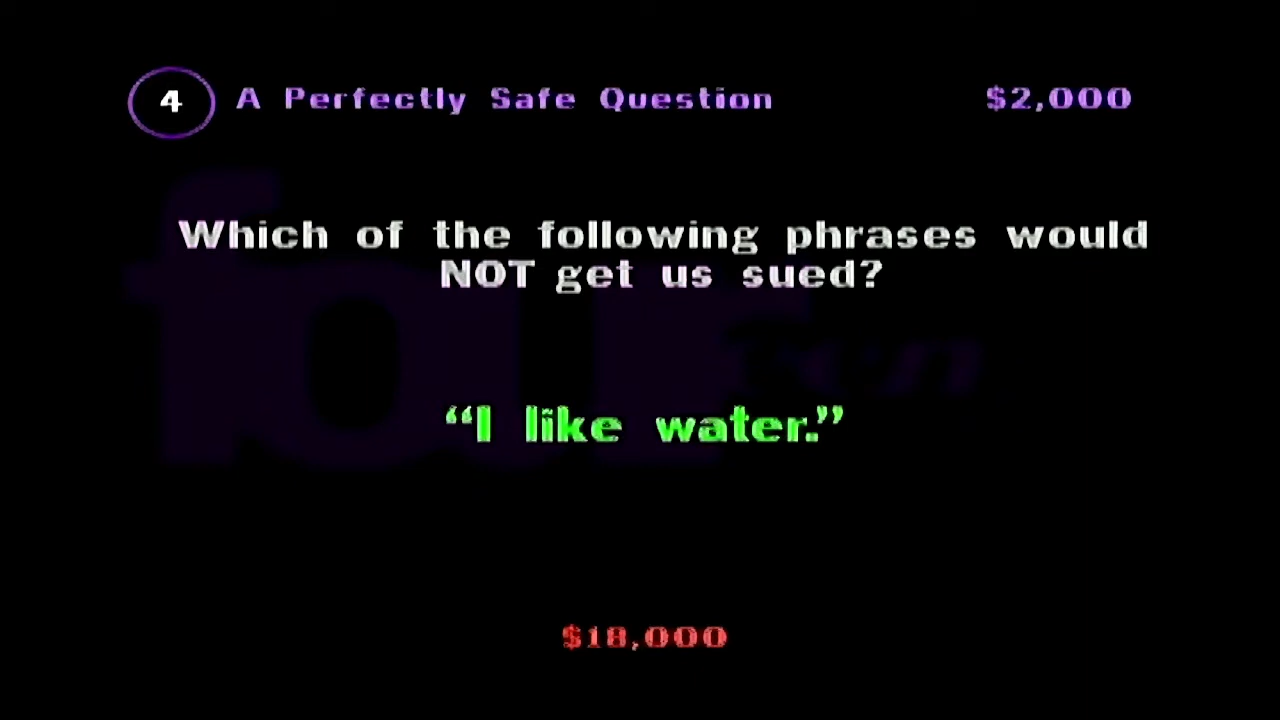 4 A Perfectly Safe Question $2,000
Which of the following phrases would
NOT get us sued?
“I like water.”
$18,000